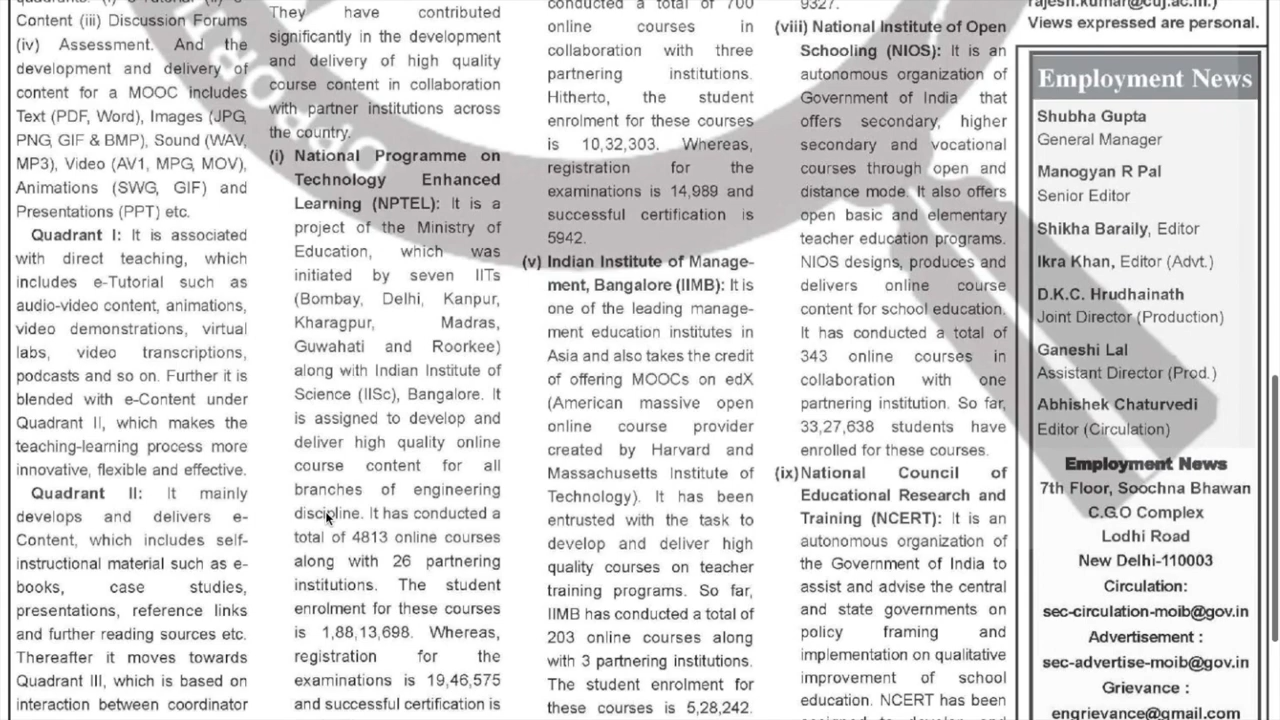 quadrants. (i) e-Tutorial (ii) e-
Content (iii) Discussion Forums
(iv) Assessment. And the
development and delivery of
content for a MOOC includes
Text (PDF, Word), Images (JPG,
PNG, GIF & BMP), Sound (WAV,
MP3), Video (AV1, MPG, MOV),
Animations (SWG, GIF) and
Presentations (PPT) etc.
Quadrant I: It is associated
with direct teaching, which
includes e-Tutorial such as
audio-video content, animations,
video demonstrations, virtual
labs, video transcriptions,
podcasts and so on. Further it is
blended with e-Content under
Quadrant II, which makes the
teaching-learning process more
innovative, flexible and effective.
Quadrant II: It mainly
develops and delivers e-
Content, which includes self-
instructional material such as e-
books, case studies,
presentations, reference links
and further reading sources etc.
Thereafter it moves towards
Quadrant III, which is based on
interaction between coordinator
They have contributed
significantly in the development
and delivery of high quality
course content in collaboration
with partner institutions across
the country.
(i) National Programme on
Technology Enhanced
Learning (NPTEL): It is a
project of the Ministry of
Education, which was
initiated by seven IITs
(Bombay, Delhi, Kanpur,
Kharagpur, Madras,
Guwahati and Roorkee)
along with Indian Institute of
Science (IISc), Bangalore. It
is assigned to develop and
deliver high quality online
course content for all
branches of engineering
discipline. It has conducted a
total of 4813 online courses
along with 26 partnering
institutions. The student
enrolment for these courses
is 1,88,13,698. Whereas,
registration for the
examinations is 19,46,575
and successful certification is
conducted a total of 700
online courses in
collaboration with three
partnering institutions.
Hitherto, the student
enrolment for these courses
is 10,32,303. Whereas,
registration for the
examinations is 14,989 and
successful certification is
5942.
(v) Indian Institute of Manage-
ment, Bangalore (IIMB): It is
one of the leading manage-
ment education institutes in
Asia and also takes the credit
of offering MOOCs on edX
(American massive open
online course provider
created by Harvard and
Massachusetts Institute of
Technology). It has been
entrusted with the task to
develop and deliver high
quality courses on teacher
training programs. So far,
IIMB has conducted a total of
203 online courses along
with 3 partnering institutions.
The student enrolment for
these courses is 5,28,242.
9327.
(viii) National Institute of Open
Schooling (NIOS): It is an
autonomous organization of
Government of India that
offers secondary, higher
secondary and vocational
courses through open and
distance mode. It also offers
open basic and elementary
teacher education programs.
NIOS designs, produces and
delivers online course
content for school education.
It has conducted a total of
343 online courses in
collaboration with one
partnering institution. So far,
33,27,638 students have
enrolled for these courses.
(ix)National Council of
Educational Research and
Training (NCERT): It is an
autonomous organization of
the Government of India to
assist and advise the central
and state governments on
policy framing and
implementation on qualitative
improvement of school
education. NCERT has been
assigned to develop and
rajesh.kumar@cuj.ac.in.)
Views expressed are personal.
Employment News
Shubha Gupta
General Manager
Manogyan R Pal
Senior Editor
Shikha Baraily, Editor
Ikra Khan, Editor (Advt.)
D.K.C. Hrudhainath
Joint Director (Production)
Ganeshi Lal
Assistant Director (Prod.)
Abhishek Chaturvedi
Editor (Circulation)
Employment News
7th Floor, Soochna Bhawan
C.G.O Complex
Lodhi Road
New Delhi-110003
Circulation:
sec-circulation-moib@gov.in
Advertisement :
sec-advertise-moib@gov.in
Grievance :
engrievance@gmail.com